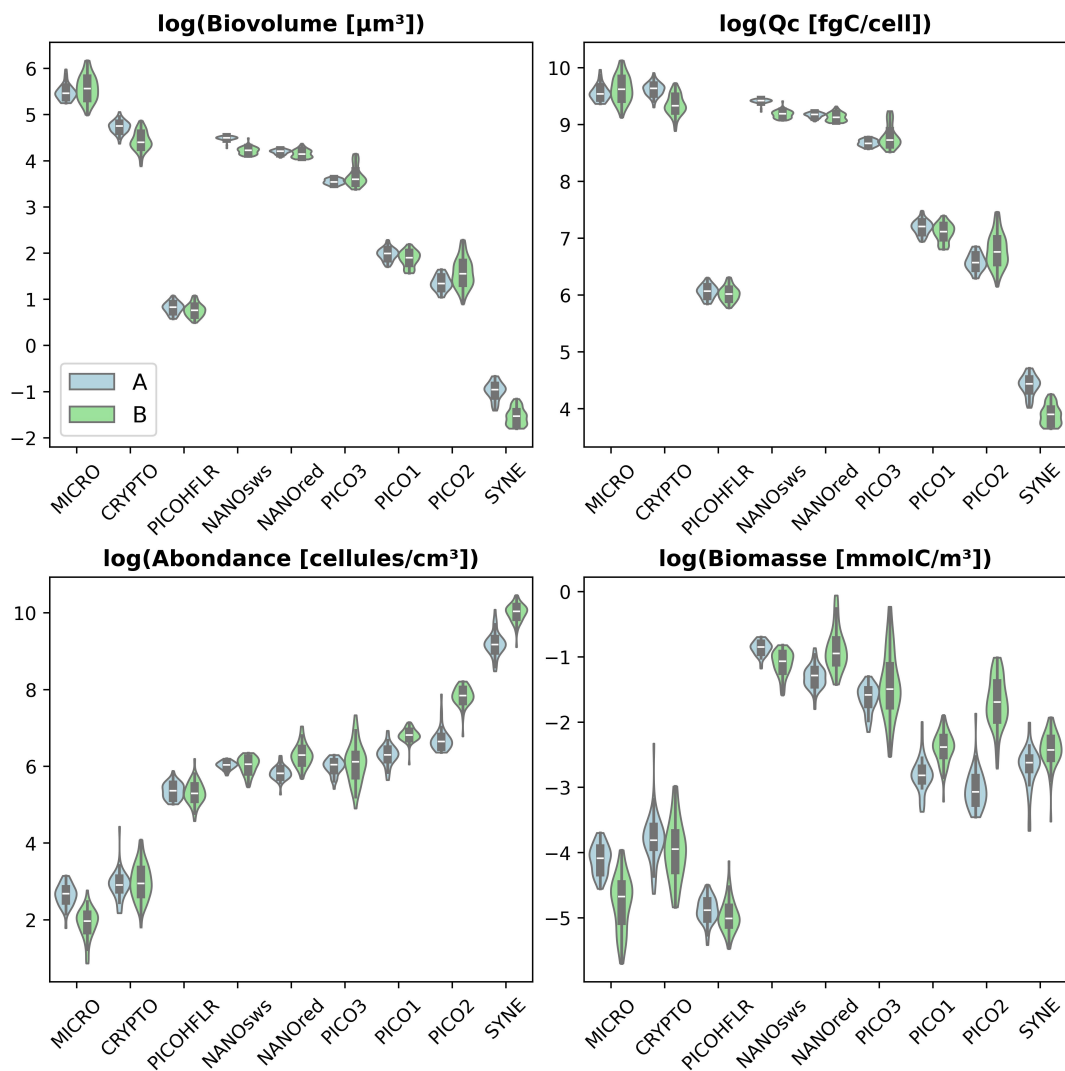 log(Biovolume [µm³])
6
5
4
3
2
1
0
−1
−2
A
B
MICRO
CRYPTO
PICOHFLR
NANOsws
NANOred
PICO3
PICO1
PICO2
SYNE
log(Qc [fgC/cell])
10
9
8
7
6
5
4
MICRO
CRYPTO
PICOHFLR
NANOsws
NANOred
PICO3
PICO1
PICO2
SYNE
log(Abondance [cellules/cm³])
10
8
6
4
2
MICRO
CRYPTO
PICOHFLR
NANOsws
NANOred
PICO3
PICO1
PICO2
SYNE
log(Biomasse [mmolC/m³])
0
−1
−2
−3
−4
−5
MICRO
CRYPTO
PICOHFLR
NANOsws
NANOred
PICO3
PICO1
PICO2
SYNE